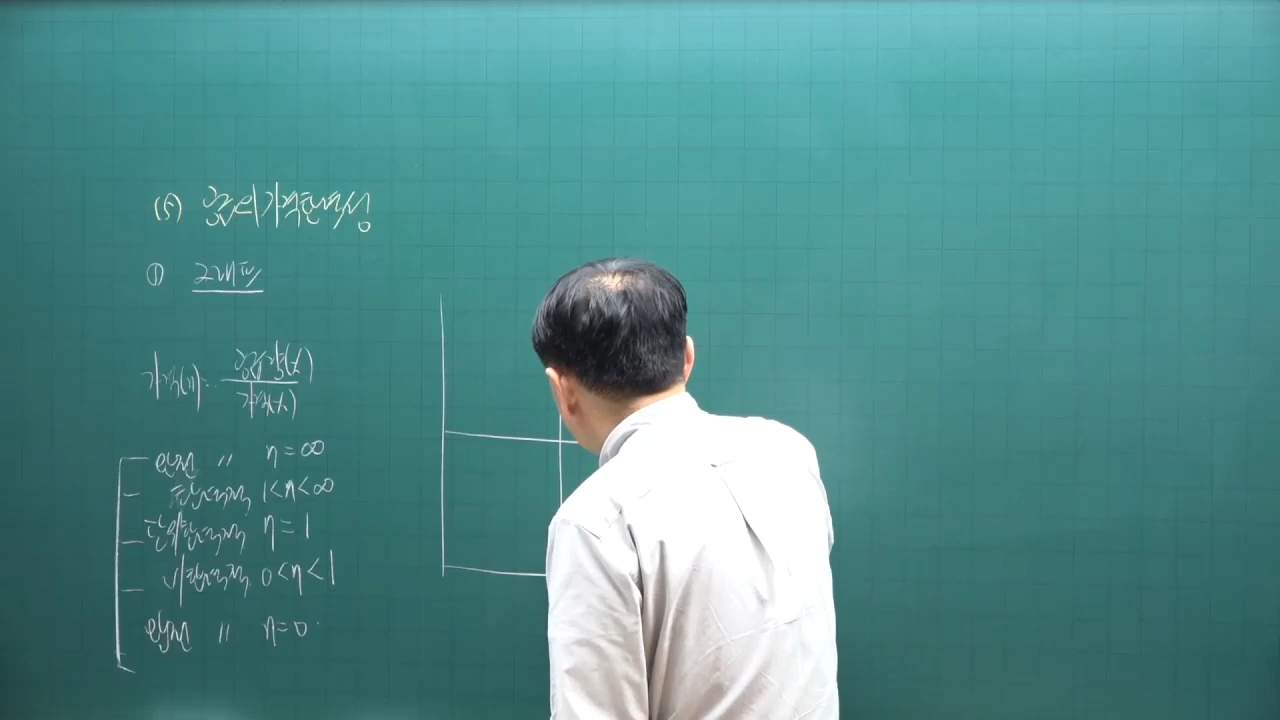 (5) 공급의가격탄력성
① 그래프
가격(η)= 공급량(%) / 가격(%)
완전 〃 η=∞
탄력적 1<η<∞
단위탄력적 η=1
비탄력적 0<η<1
완전 〃 η=0